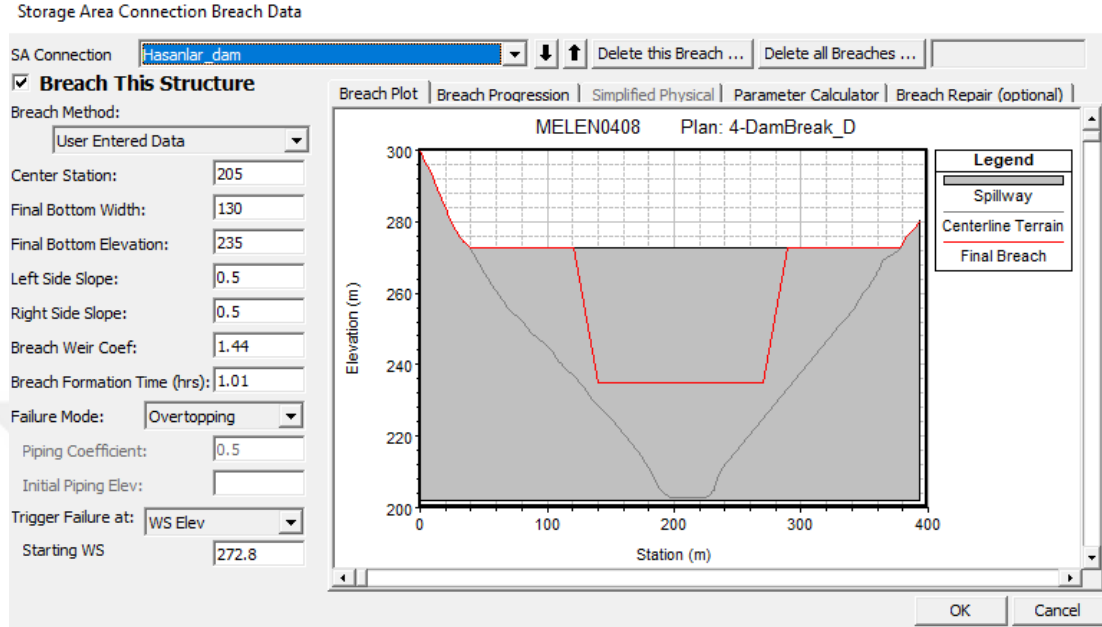 Storage Area Connection Breach Data
SA Connection Hasanlar_dam Delete this Breach ... Delete all Breaches ...
Breach This Structure
Breach Method:
User Entered Data
Center Station: 205
Final Bottom Width: 130
Final Bottom Elevation: 235
Left Side Slope: 0.5
Right Side Slope: 0.5
Breach Weir Coef: 1.44
Breach Formation Time (hrs): 1.01
Failure Mode: Overtopping
Piping Coefficient: 0.5
Initial Piping Elev:
Trigger Failure at: WS Elev
Starting WS 272.8
Breach Plot Breach Progression Simplified Physical Parameter Calculator Breach Repair (optional)
MELEN0408 Plan: 4-DamBreak_D
300
280
260
240
220
200
Elevation (m)
0 100 200 300 400
Station (m)
Legend
Spillway
Centerline Terrain
Final Breach
OK Cancel